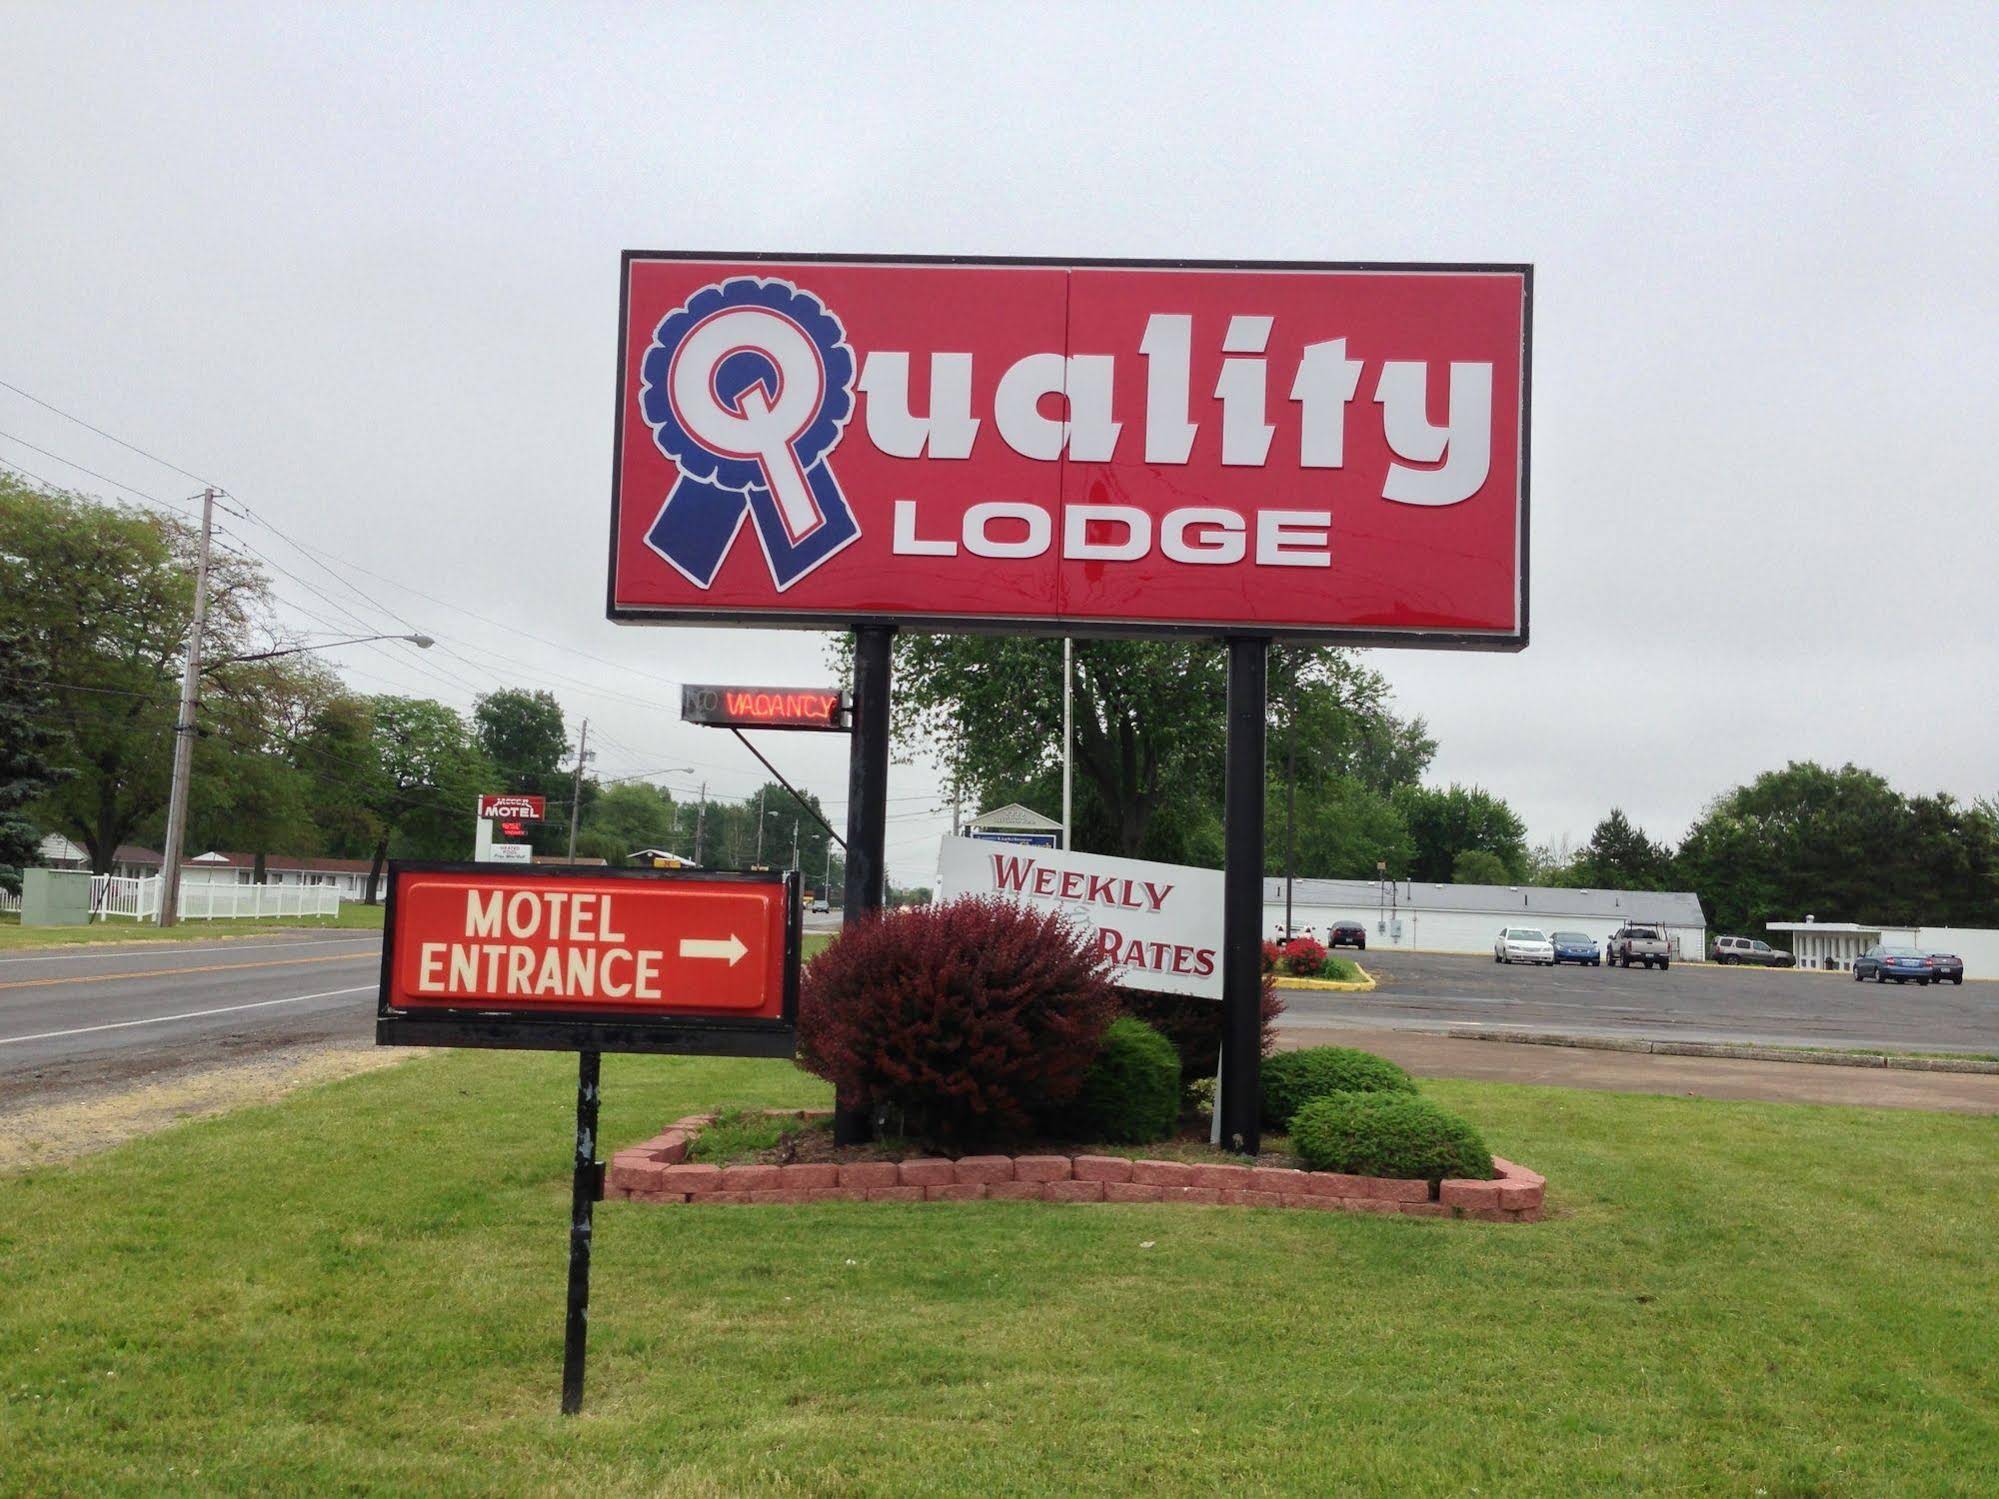 Quality
LODGE
NO VACANCY
MOTEL
MOTEL
ENTRANCE
WEEKLY
RATES